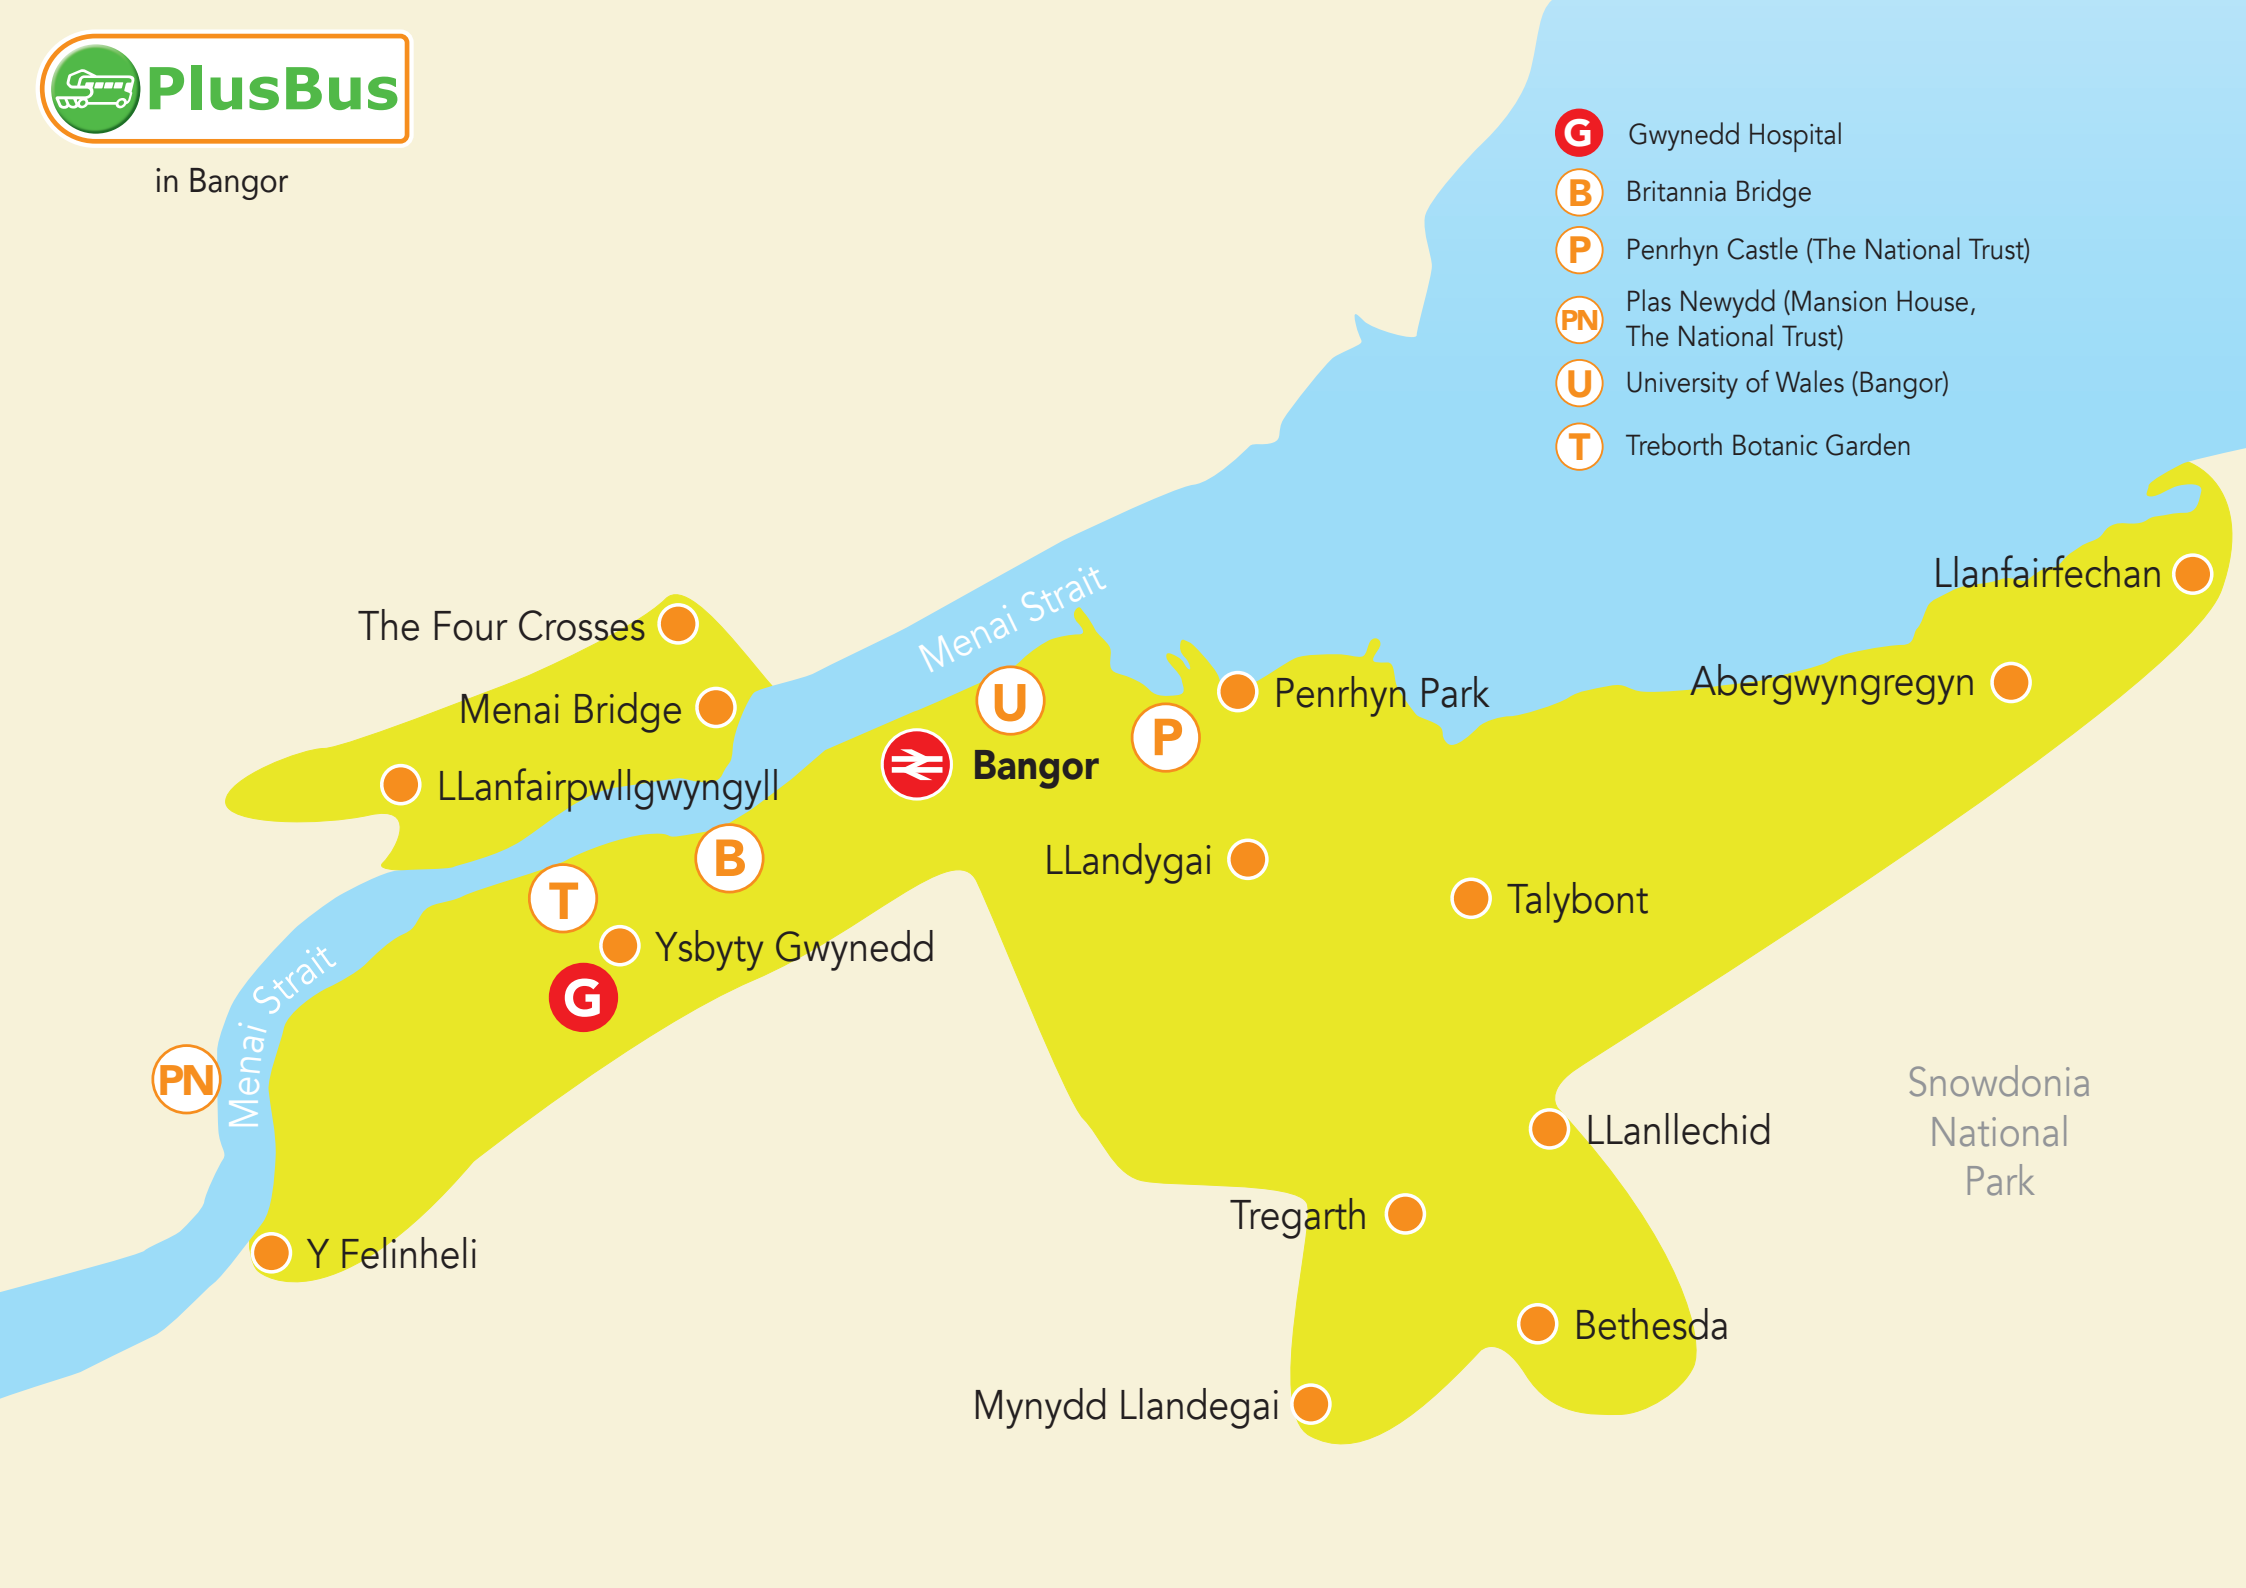 PlusBus
in Bangor
G Gwynedd Hospital
B Britannia Bridge
P Penrhyn Castle (The National Trust)
PN Plas Newydd (Mansion House,
The National Trust)
U University of Wales (Bangor)
T Treborth Botanic Garden
Llanfairfechan
Menai Strait
The Four Crosses
Abergwyngregyn
Penrhyn Park
U
Menai Bridge
P
Bangor
LLanfairpwllgwyngyll
B
LLandygai
T
Talybont
Ysbyty Gwynedd
G
Menai Strait
PN
Snowdonia
National
Park
LLanllechid
Tregarth
Y Felinheli
Bethesda
Mynydd Llandegai